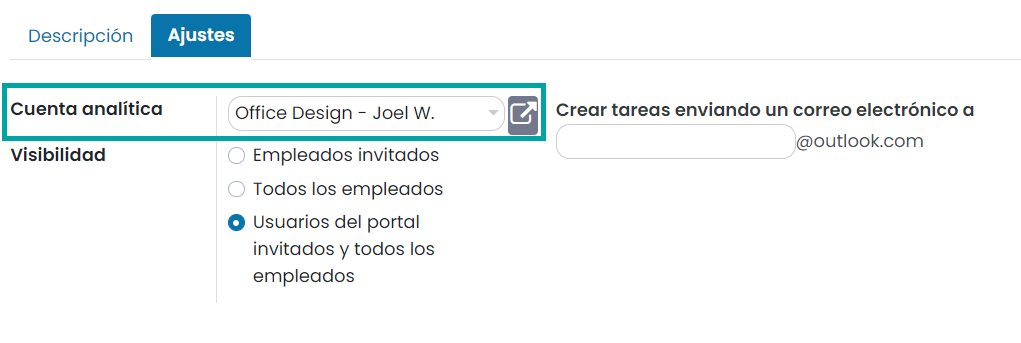 Descripción
Ajustes
Cuenta analítica
Office Design - Joel W.
Crear tareas enviando un correo electrónico a
@outlook.com
Visibilidad
Empleados invitados
Todos los empleados
Usuarios del portal
invitados y todos los
empleados